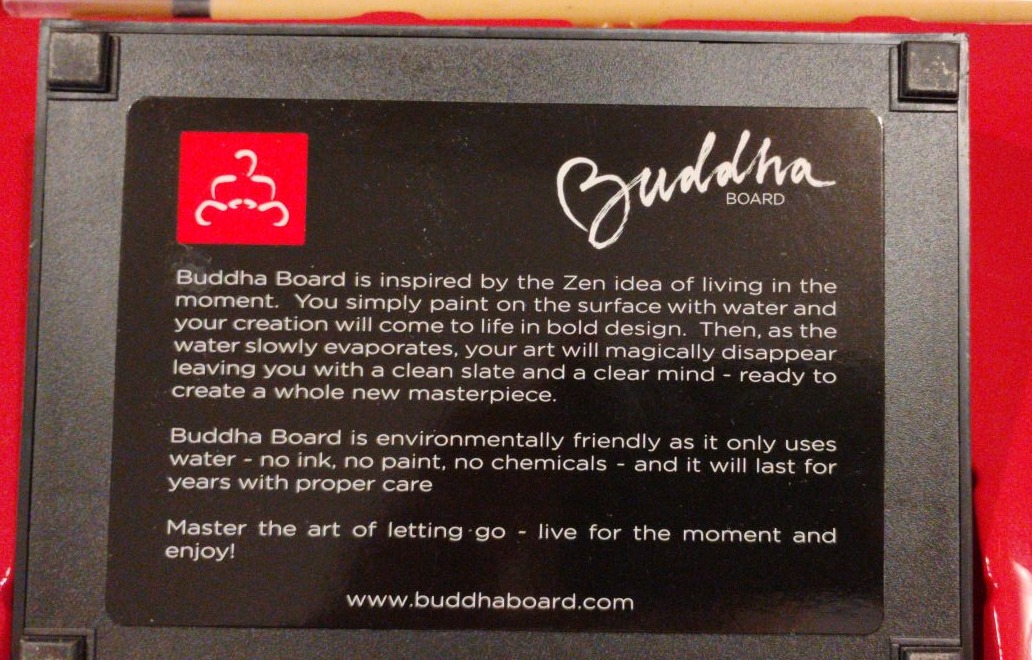 Buddha
BOARD
Buddha Board is inspired by the Zen idea of living in the
moment.  You simply paint on the surface with water and
your creation will come to life in bold design.  Then, as the
water slowly evaporates, your art will magically disappear
leaving you with a clean slate and a clear mind - ready to
create a whole new masterpiece.
Buddha Board is environmentally friendly as it only uses
water - no ink, no paint, no chemicals - and it will last for
years with proper care
Master the art of letting go - live for the moment and
enjoy!
www.buddhaboard.com